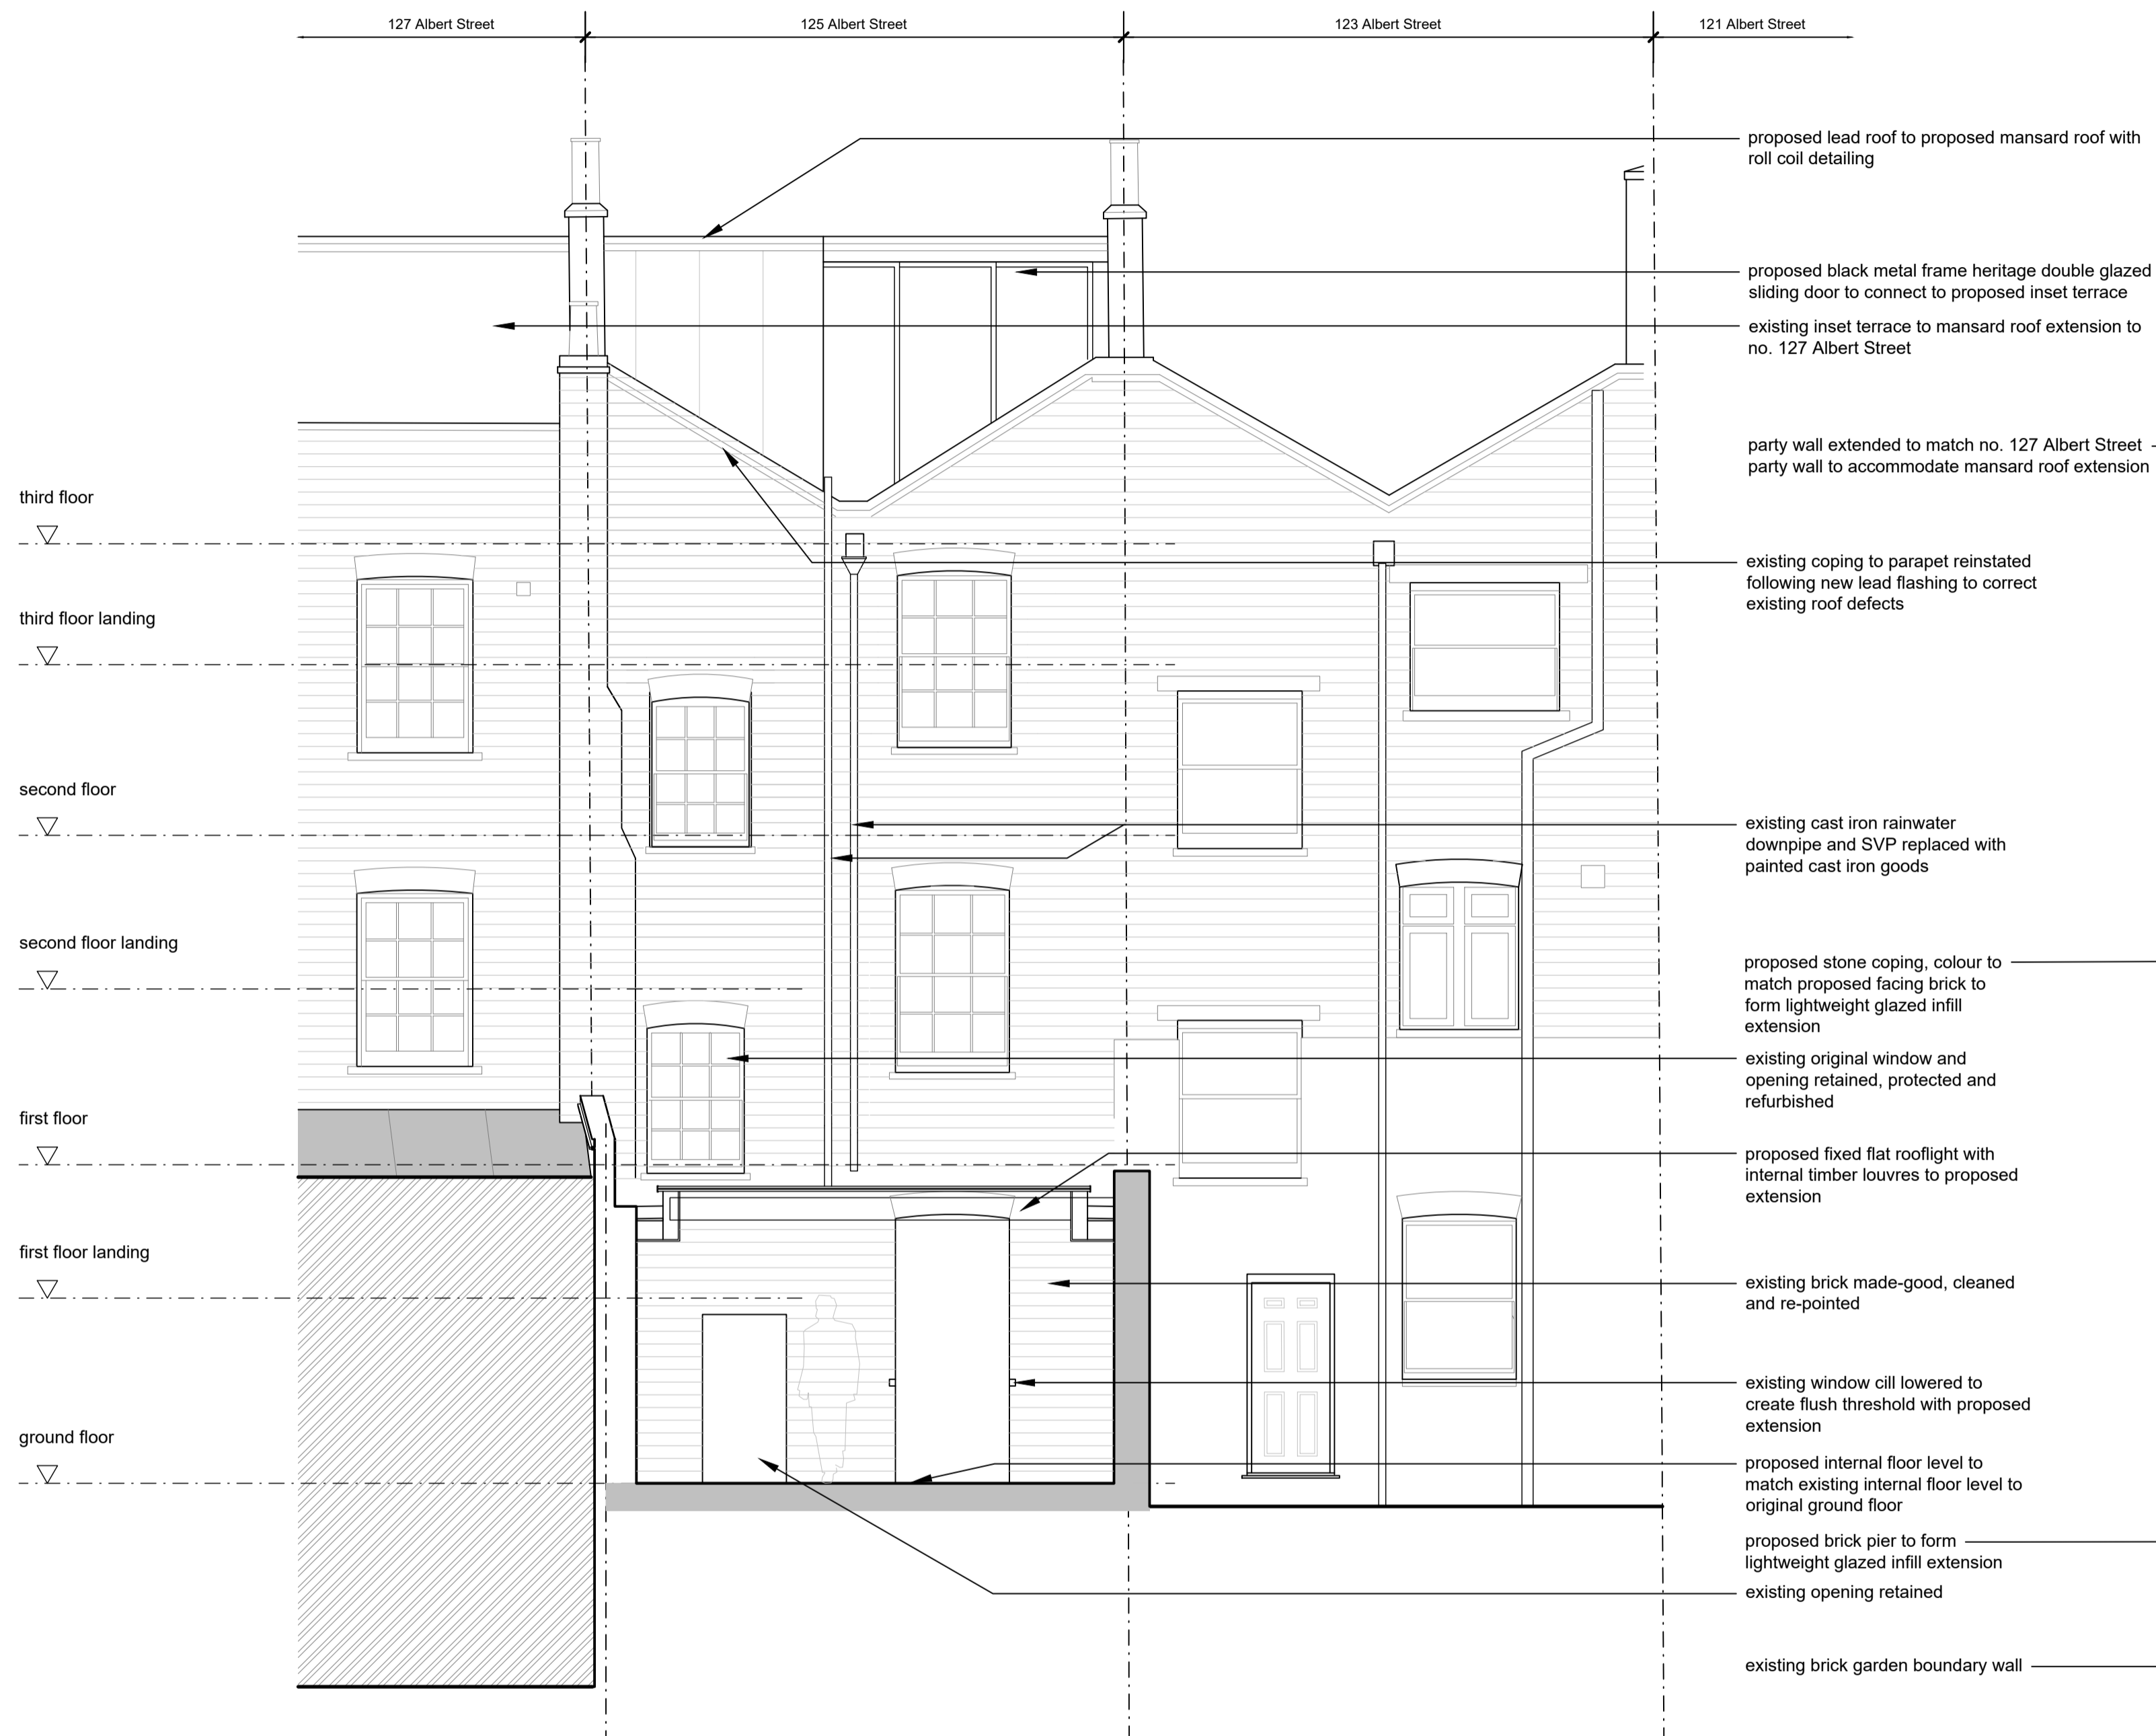 127 Albert Street
125 Albert Street
123 Albert Street
121 Albert Street
proposed lead roof to proposed mansard roof with
roll coil detailing
proposed black metal frame heritage double glazed
sliding door to connect to proposed inset terrace
existing inset terrace to mansard roof extension to
no. 127 Albert Street
party wall extended to match no. 127 Albert Street
party wall to accommodate mansard roof extension
existing coping to parapet reinstated
following new lead flashing to correct
existing roof defects
existing cast iron rainwater
downpipe and SVP replaced with
painted cast iron goods
proposed stone coping, colour to
match proposed facing brick to
form lightweight glazed infill
extension
existing original window and
opening retained, protected and
refurbished
proposed fixed flat rooflight with
internal timber louvres to proposed
extension
existing brick made-good, cleaned
and re-pointed
existing window cill lowered to
create flush threshold with proposed
extension
proposed internal floor level to
match existing internal floor level to
original ground floor
proposed brick pier to form
lightweight glazed infill extension
existing opening retained
existing brick garden boundary wall
third floor
third floor landing
second floor
second floor landing
first floor
first floor landing
ground floor